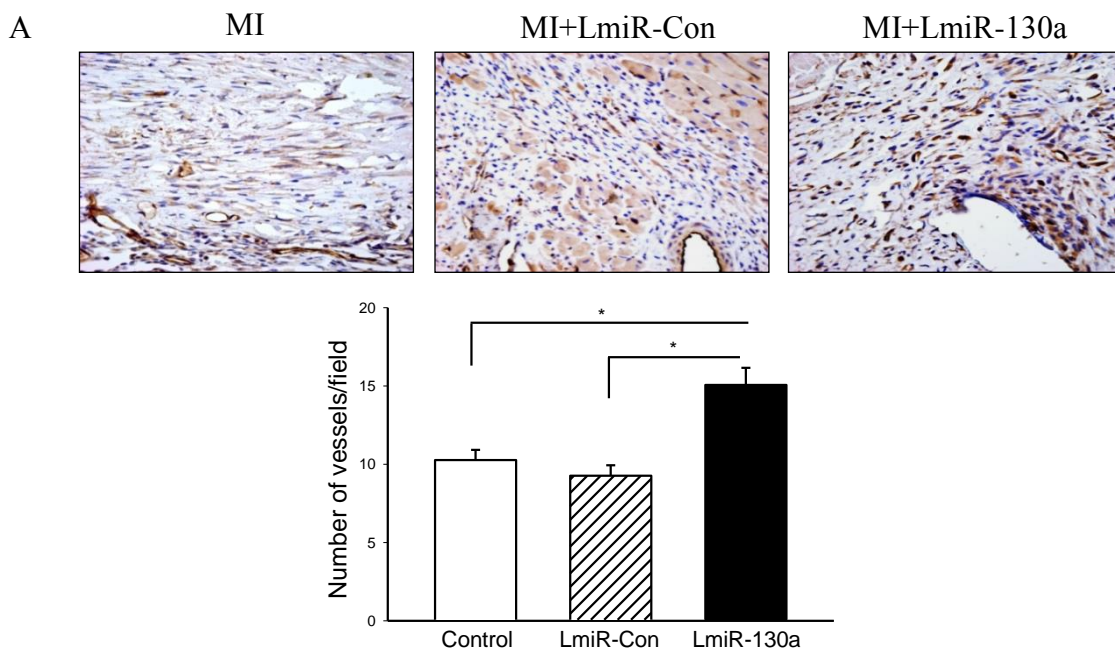 A
MI
MI+LmiR-Con
MI+LmiR-130a
Number of vessels/field
20
15
10
5
0
*
*
Control
LmiR-Con
LmiR-130a